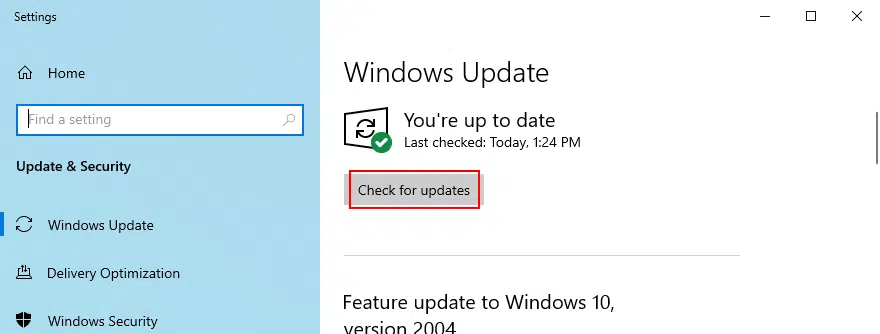 Settings
Home
Find a setting
Update & Security
Windows Update
Delivery Optimization
Windows Security
Windows Update
You're up to date
Last checked: Today, 1:24 PM
Check for updates
Feature update to Windows 10,
version 2004